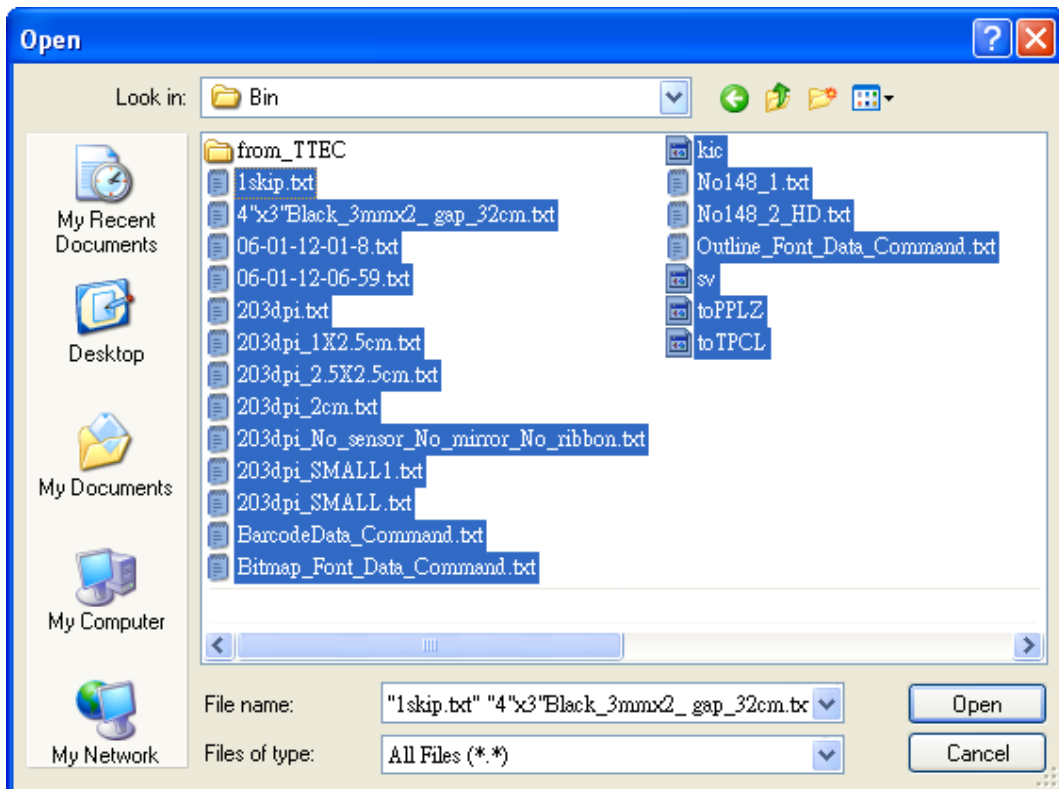 Open
Look in:
Bin
My Recent
Documents
Desktop
My Documents
My Computer
My Network
from_TTEC
1skip.txt
4"x3"Black_3mmx2_ gap_32cm.txt
06-01-12-01-8.txt
06-01-12-06-59.txt
203dpi.txt
203dpi_1X2.5cm.txt
203dpi_2.5X2.5cm.txt
203dpi_2cm.txt
203dpi_No_sensor_No_mirror_No_ribbon.txt
203dpi_SMALL1.txt
203dpi_SMALL.txt
BarcodeData_Command.txt
Bitmap_Font_Data_Command.txt
kic
No148_1.txt
No148_2_HD.txt
Outline_Font_Data_Command.txt
sv
toPPLZ
toTPCL
File name:
"1skip.txt" "4"x3"Black_3mmx2_ gap_32cm.tx
Open
Files of type:
All Files (*.*)
Cancel